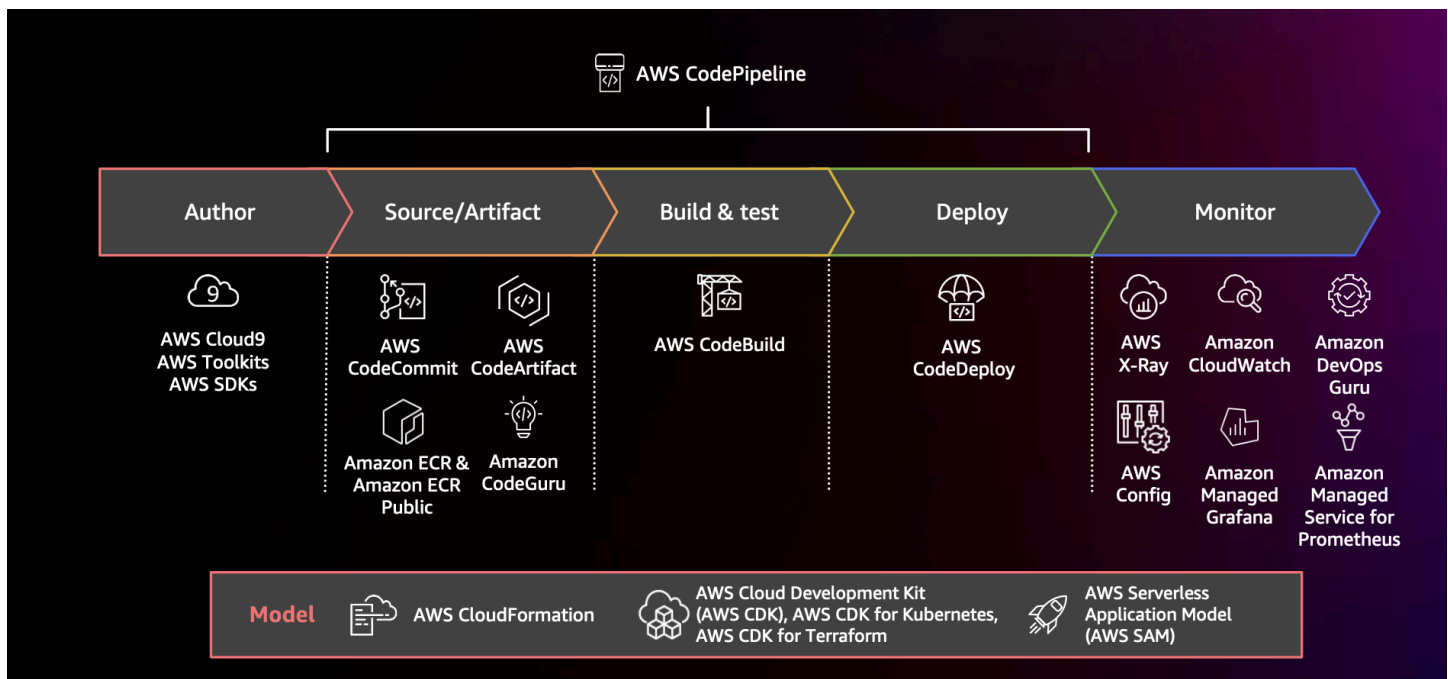 AWS CodePipeline
Author
Source/Artifact
Build & test
Deploy
Monitor
9
AWS Cloud9
AWS Toolkits
AWS SDKs
AWS
CodeCommit
AWS
CodeArtifact
Amazon ECR &
Amazon ECR
Public
Amazon
CodeGuru
AWS CodeBuild
AWS
CodeDeploy
AWS
X-Ray
Amazon
CloudWatch
Amazon
DevOps
Guru
AWS
Config
Amazon
Managed
Grafana
Amazon
Managed
Service for
Prometheus
Model
AWS CloudFormation
AWS Cloud Development Kit
(AWS CDK), AWS CDK for Kubernetes,
AWS CDK for Terraform
AWS Serverless
Application Model
(AWS SAM)